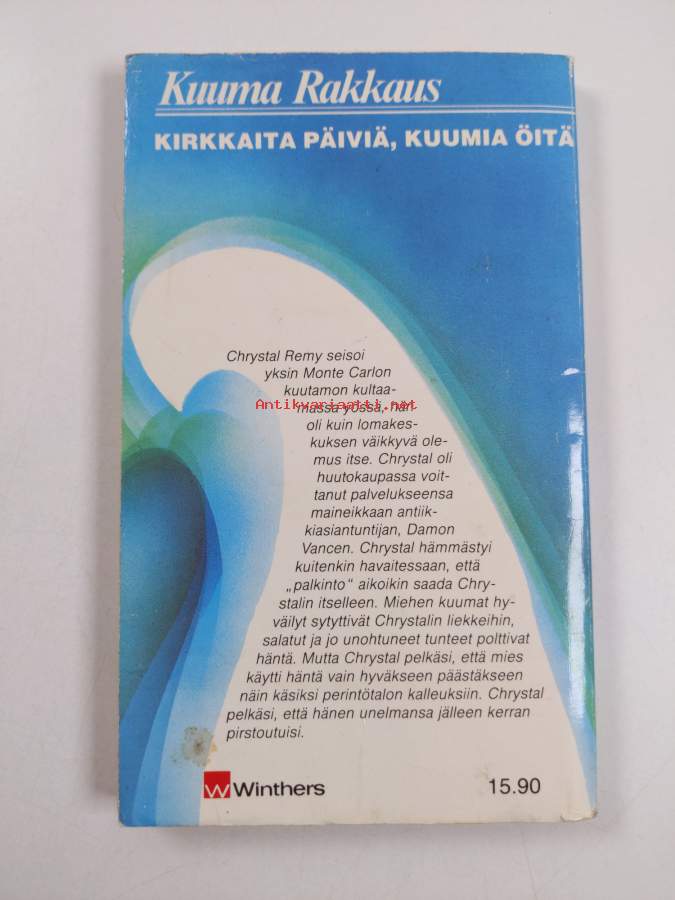 Kuuma Rakkaus
KIRKKAITA PÄIVIÄ, KUUMIA ÖITÄ
Chrystal Remy seisoi
yksin Monte Carlon
kuutamon kultaa-
Antikvariaatti.net
massa yössä, hän
oli kuin lomakes-
kuksen väikkyvä ole-
mus itse. Chrystal oli
huutokaupassa voit-
tanut palvelukseensa
maineikkaan antiik-
kiasiantuntijan, Damon
Vancen. Chrystal hämmästyi
kuitenkin havaitessaan, että
„palkinto“ aikoikin saada Chry-
stalin itselleen. Miehen kuumat hy-
väilyt sytyttivät Chrystalin liekkeihin,
salatut ja jo unohtuneet tunteet polttivat
häntä. Mutta Chrystal pelkäsi, että mies
käytti häntä vain hyväkseen päästäkseen
näin käsiksi perintötalon kalleuksiin. Chrystal
pelkäsi, että hänen unelmansa jälleen kerran
pirstoutuisi.
W Winthers
15.90